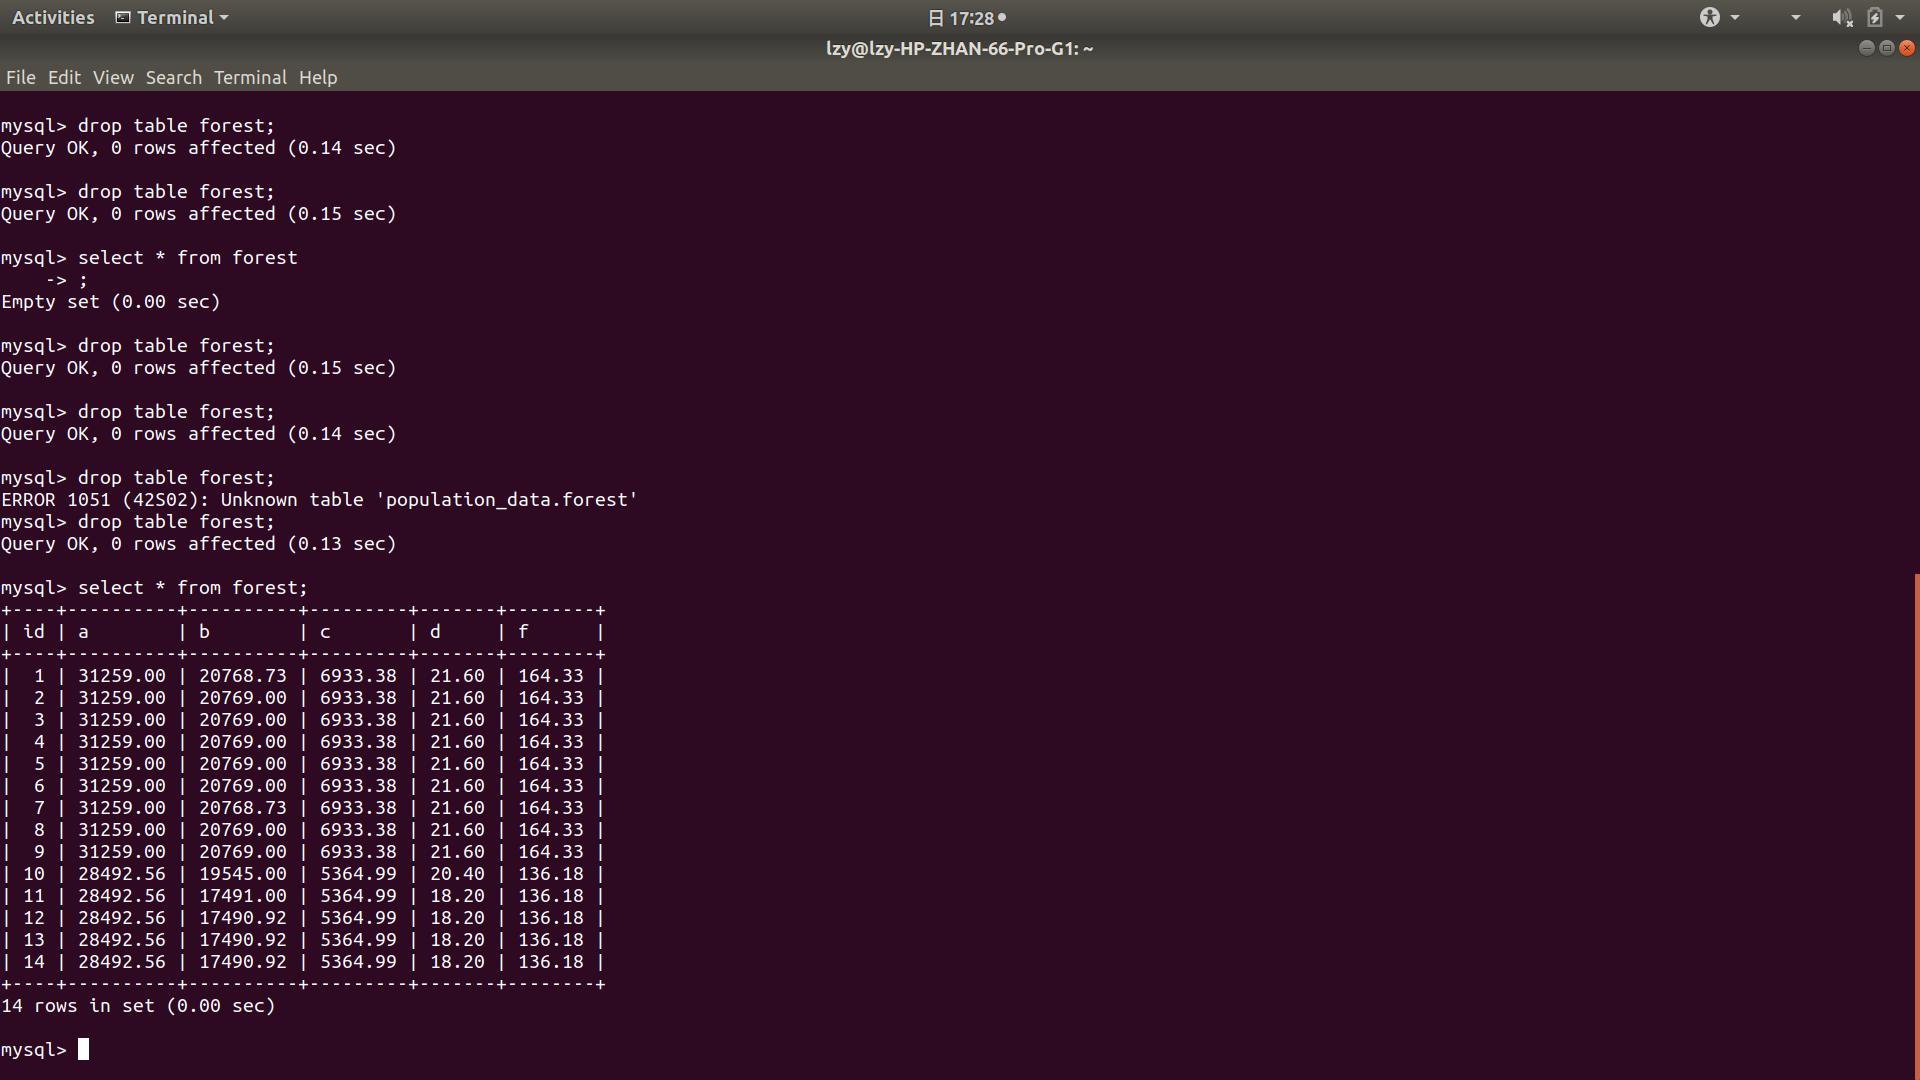 Activities Terminal 日 17:28
lzy@lzy-HP-ZHAN-66-Pro-G1: ~
File Edit View Search Terminal Help
mysql> drop table forest;
Query OK, 0 rows affected (0.14 sec)
mysql> drop table forest;
Query OK, 0 rows affected (0.15 sec)
mysql> select * from forest
    -> ;
Empty set (0.00 sec)
mysql> drop table forest;
Query OK, 0 rows affected (0.15 sec)
mysql> drop table forest;
Query OK, 0 rows affected (0.14 sec)
mysql> drop table forest;
ERROR 1051 (42S02): Unknown table 'population_data.forest'
mysql> drop table forest;
Query OK, 0 rows affected (0.13 sec)
mysql> select * from forest;
+----+----------+----------+---------+-------+--------+
| id | a        | b        | c       | d     | f      |
+----+----------+----------+---------+-------+--------+
|  1 | 31259.00 | 20768.73 | 6933.38 | 21.60 | 164.33 |
|  2 | 31259.00 | 20769.00 | 6933.38 | 21.60 | 164.33 |
|  3 | 31259.00 | 20769.00 | 6933.38 | 21.60 | 164.33 |
|  4 | 31259.00 | 20769.00 | 6933.38 | 21.60 | 164.33 |
|  5 | 31259.00 | 20769.00 | 6933.38 | 21.60 | 164.33 |
|  6 | 31259.00 | 20769.00 | 6933.38 | 21.60 | 164.33 |
|  7 | 31259.00 | 20768.73 | 6933.38 | 21.60 | 164.33 |
|  8 | 31259.00 | 20769.00 | 6933.38 | 21.60 | 164.33 |
|  9 | 31259.00 | 20769.00 | 6933.38 | 21.60 | 164.33 |
| 10 | 28492.56 | 19545.00 | 5364.99 | 20.40 | 136.18 |
| 11 | 28492.56 | 17491.00 | 5364.99 | 18.20 | 136.18 |
| 12 | 28492.56 | 17490.92 | 5364.99 | 18.20 | 136.18 |
| 13 | 28492.56 | 17490.92 | 5364.99 | 18.20 | 136.18 |
| 14 | 28492.56 | 17490.92 | 5364.99 | 18.20 | 136.18 |
+----+----------+----------+---------+-------+--------+
14 rows in set (0.00 sec)
mysql>